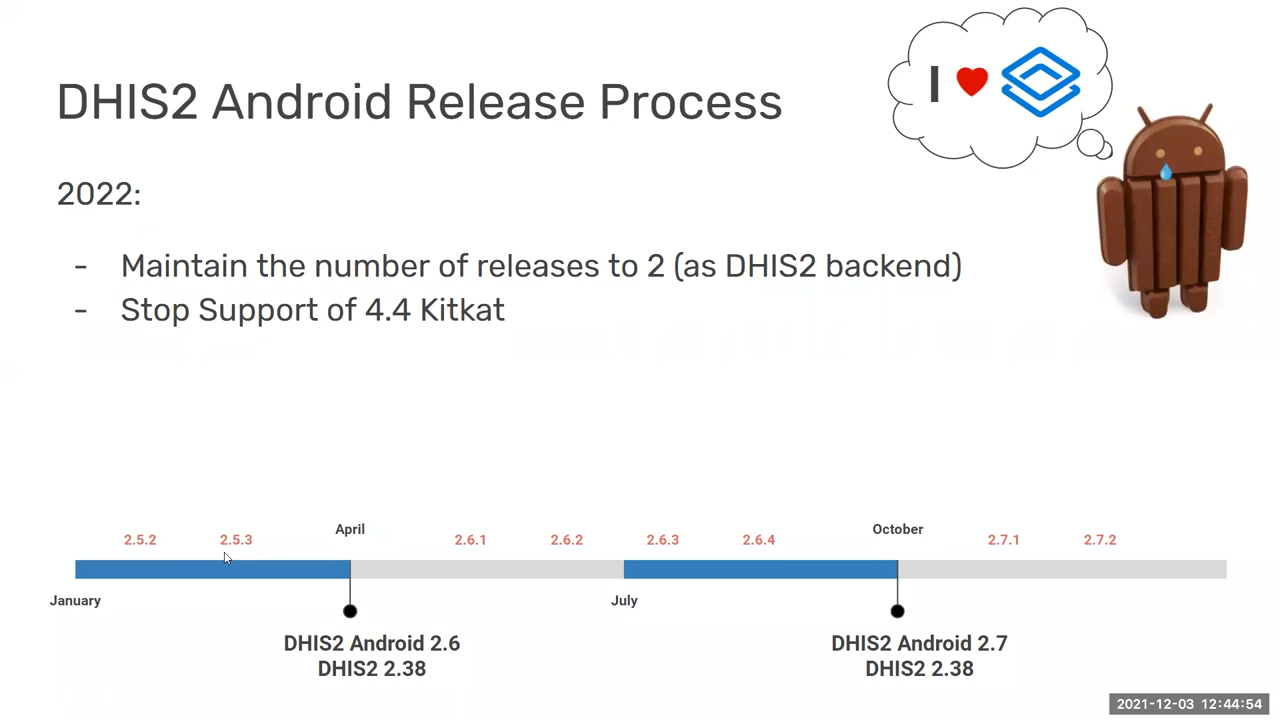 I
DHIS2 Android Release Process
2022:
- Maintain the number of releases to 2 (as DHIS2 backend)
- Stop Support of 4.4 Kitkat
April
October
2.5.2 2.5.3 2.6.1 2.6.2 2.6.3 2.6.4 2.7.1 2.7.2
January
July
DHIS2 Android 2.6
DHIS2 2.38
DHIS2 Android 2.7
DHIS2 2.38
2021-12-03 12:44:54